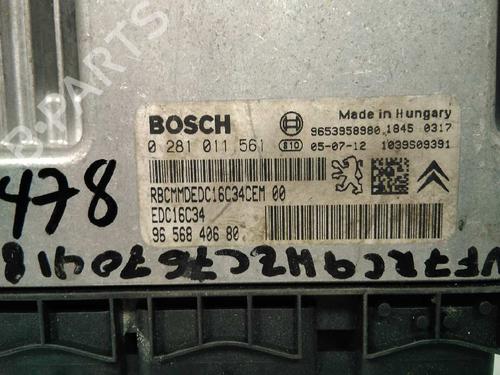 B-PARTS
BOSCH
Made in Hungary
9653958980 1845 0317
0 281 011 561
810 05-07-12 1039S09391
RBCMMDEDC16C34CEM 00
EDC16C34
96 568 406 80
478
VF7RC9HZC76704118